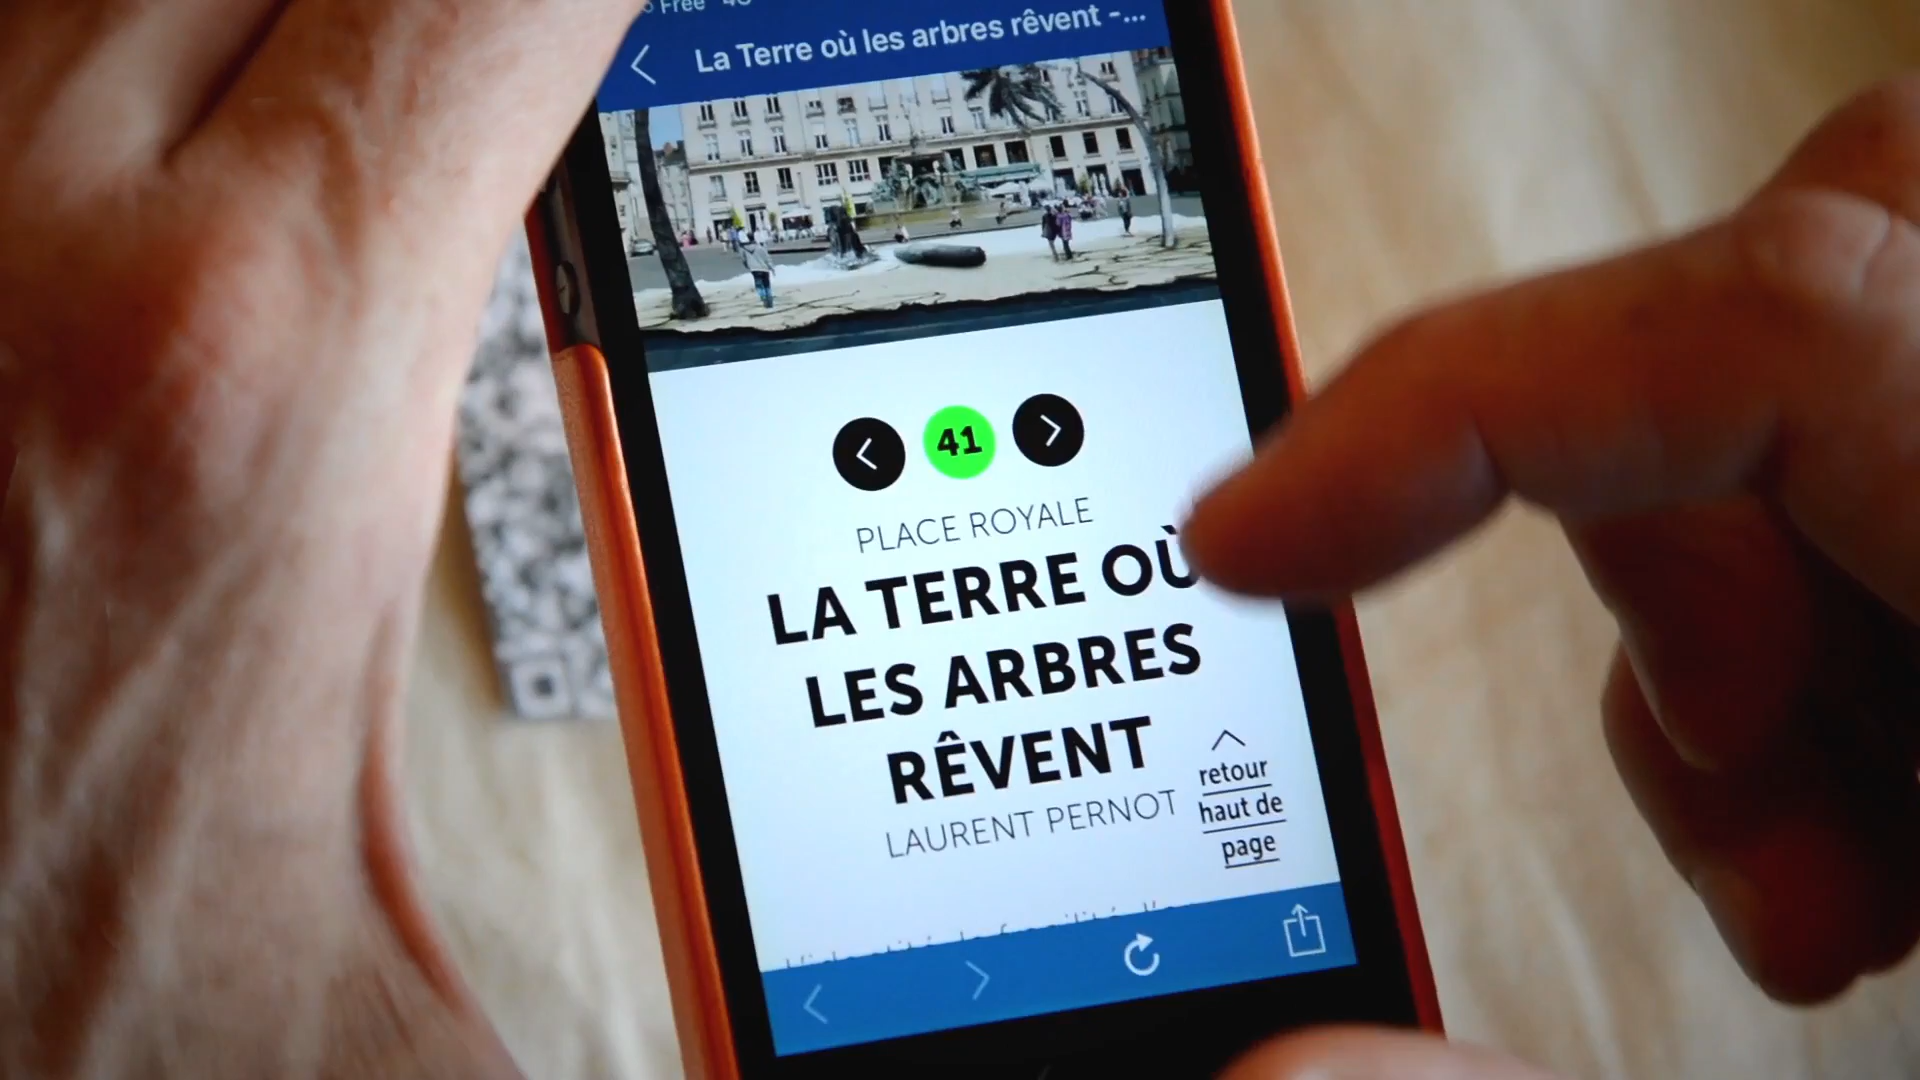 Free 4G
La Terre où les arbres rêvent -...
41
PLACE ROYALE
LA TERRE OÙ
LES ARBRES
RÊVENT
LAURENT PERNOT
retour
haut de
page